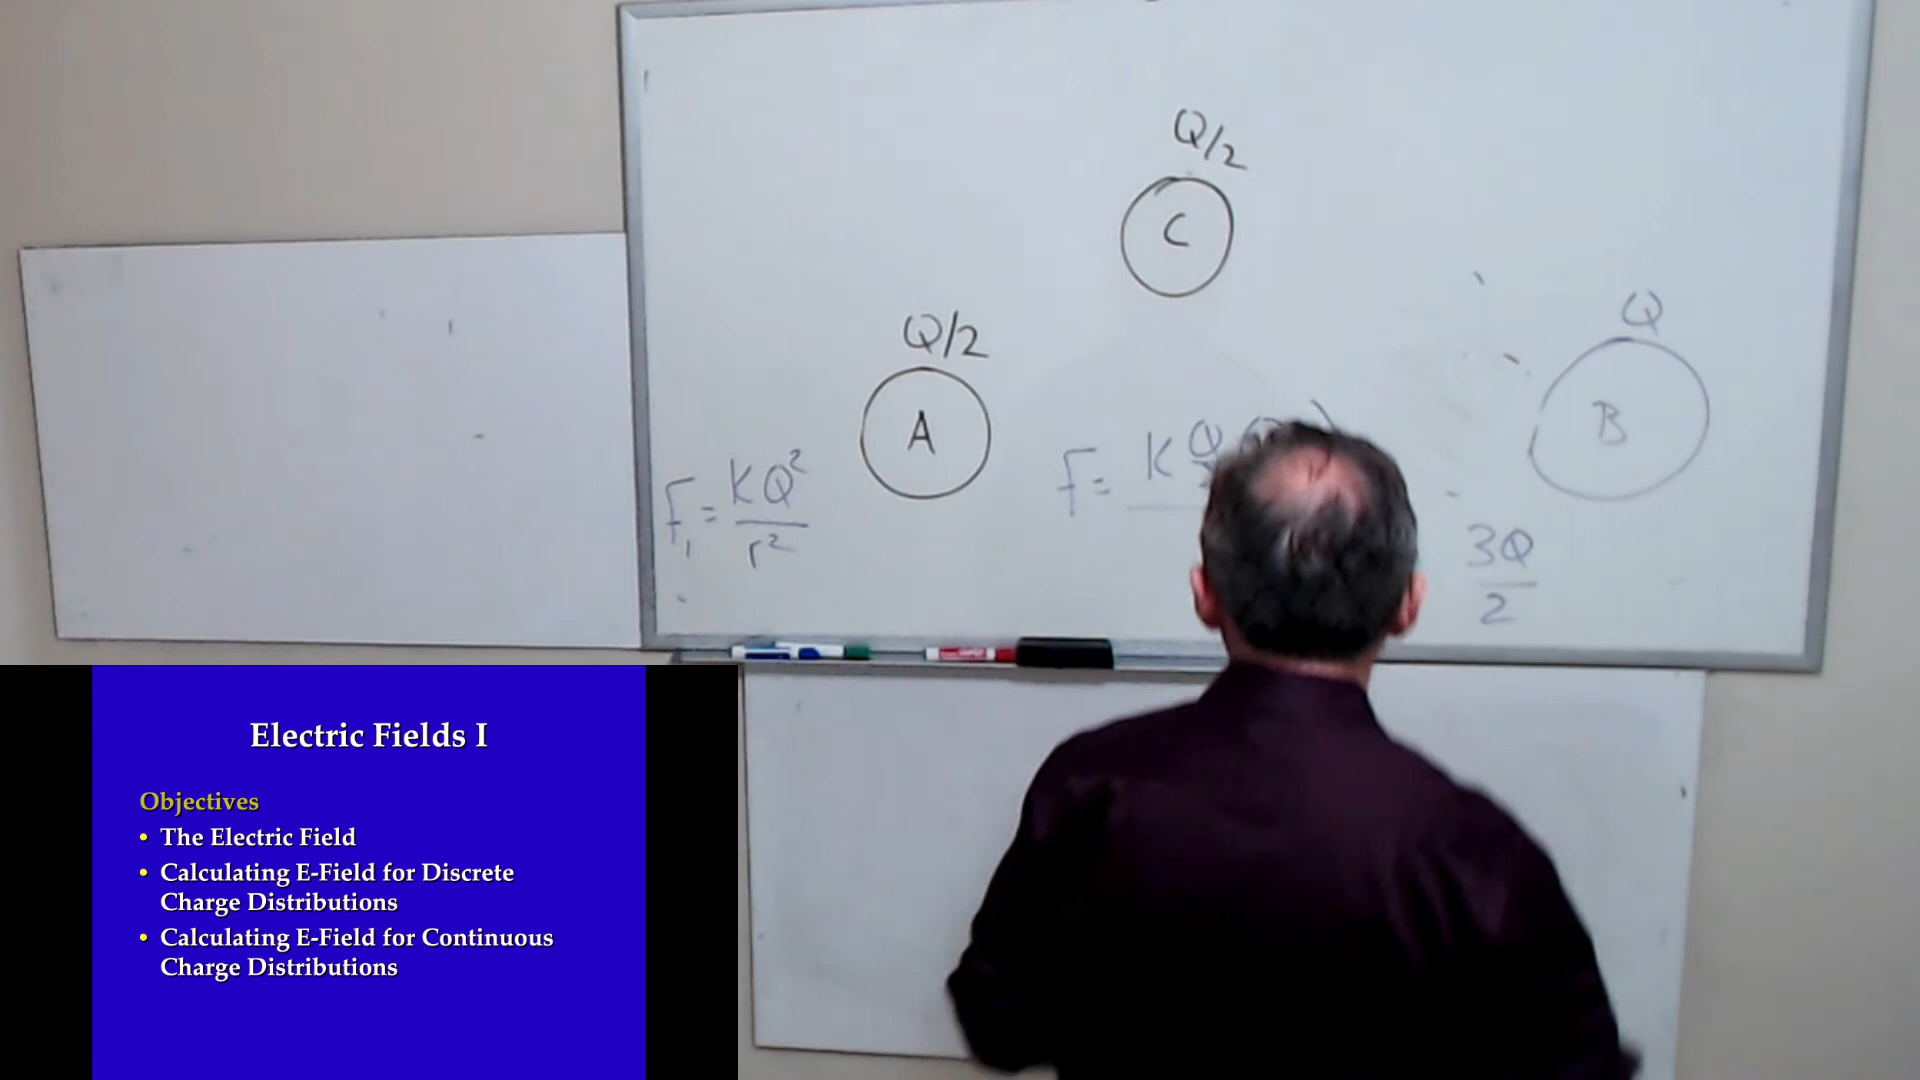 Q/2
C
Q/2
A
Q
B
F₁ = KQ²
r²
F = K Q
3Q
2
Electric Fields I
Objectives
• The Electric Field
• Calculating E-Field for Discrete
Charge Distributions
• Calculating E-Field for Continuous
Charge Distributions